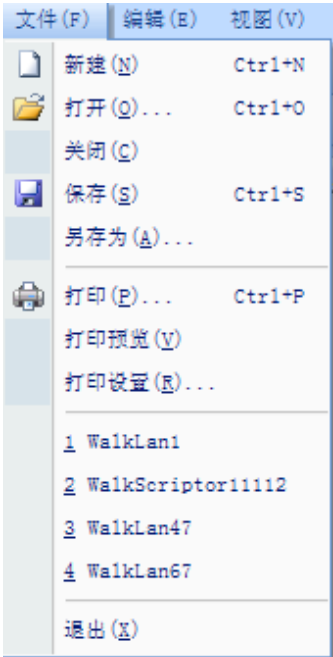 文件(F) 编辑(E) 视图(V)
新建(N) Ctrl+N
打开(O)... Ctrl+O
关闭(C)
保存(S) Ctrl+S
另存为(A)...
打印(P)... Ctrl+P
打印预览(V)
打印设置(R)...
1 WalkLan1
2 WalkScriptor11112
3 WalkLan47
4 WalkLan67
退出(X)